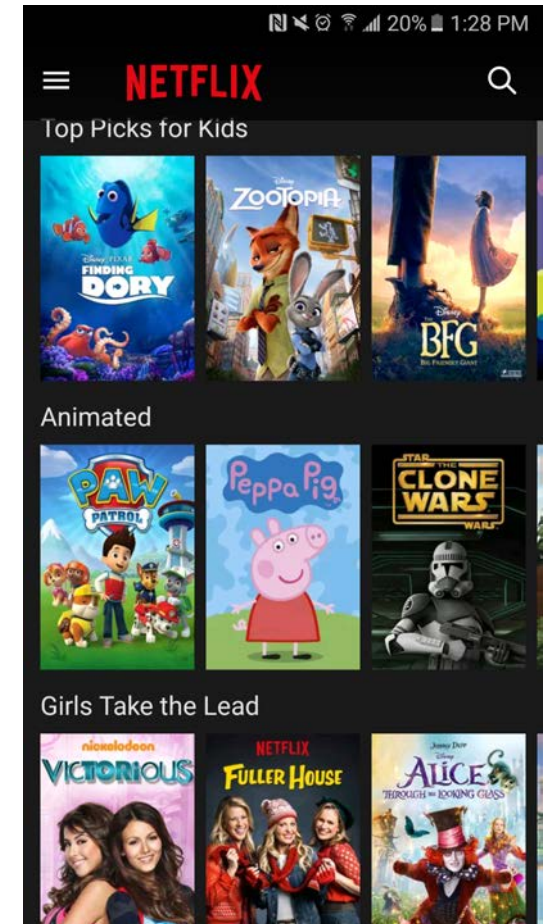 20% 1:28 PM
NETFLIX
Top Picks for Kids
Disney PIXAR
FINDING
DORY
Disney
ZOOTOPIA
Disney
THE
BFG
BIG FRIENDLY GIANT
Animated
PAW
PATROL
Peppa Pig
STAR
THE
CLONE
WARS
WARS
Girls Take the Lead
nickelodeon
VICTORiOUS
NETFLIX
FULLER HOUSE
Johnny Depp
Disney
ALICE
THROUGH THE LOOKING GLASS